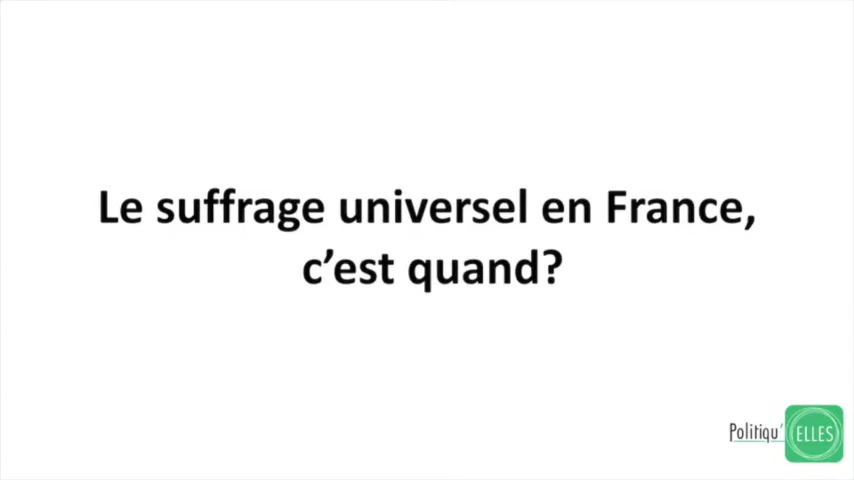 Le suffrage universel en France,
c’est quand?
Politiqu’ ELLES